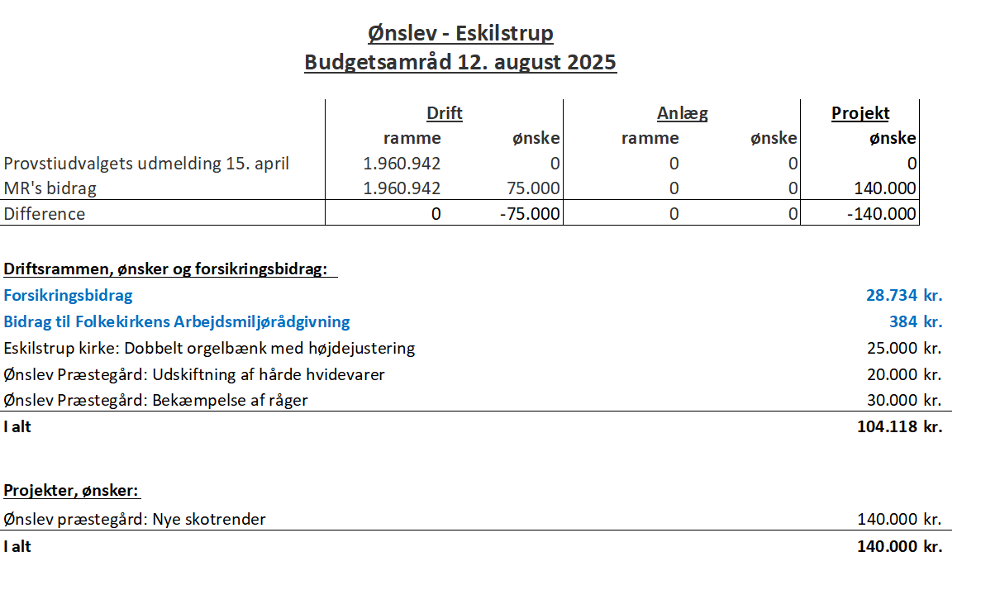 Ønslev - Eskilstrup
Budgetsamråd 12. august 2025
Drift Anlæg Projekt
ramme ønske ramme ønske ønske
Provstiudvalgets udmelding 15. april 1.960.942 0 0 0 0
MR's bidrag 1.960.942 75.000 0 0 140.000
Difference 0 -75.000 0 0 -140.000
Driftsrammen, ønsker og forsikringsbidrag:
Forsikringsbidrag 28.734 kr.
Bidrag til Folkekirkens Arbejdsmiljørådgivning 384 kr.
Eskilstrup kirke: Dobbelt orgelbænk med højdejustering 25.000 kr.
Ønslev Præstegård: Udskiftning af hårde hvidevarer 20.000 kr.
Ønslev Præstegård: Bekæmpelse af råger 30.000 kr.
I alt 104.118 kr.
Projekter, ønsker:
Ønslev præstegård: Nye skotrender 140.000 kr.
I alt 140.000 kr.